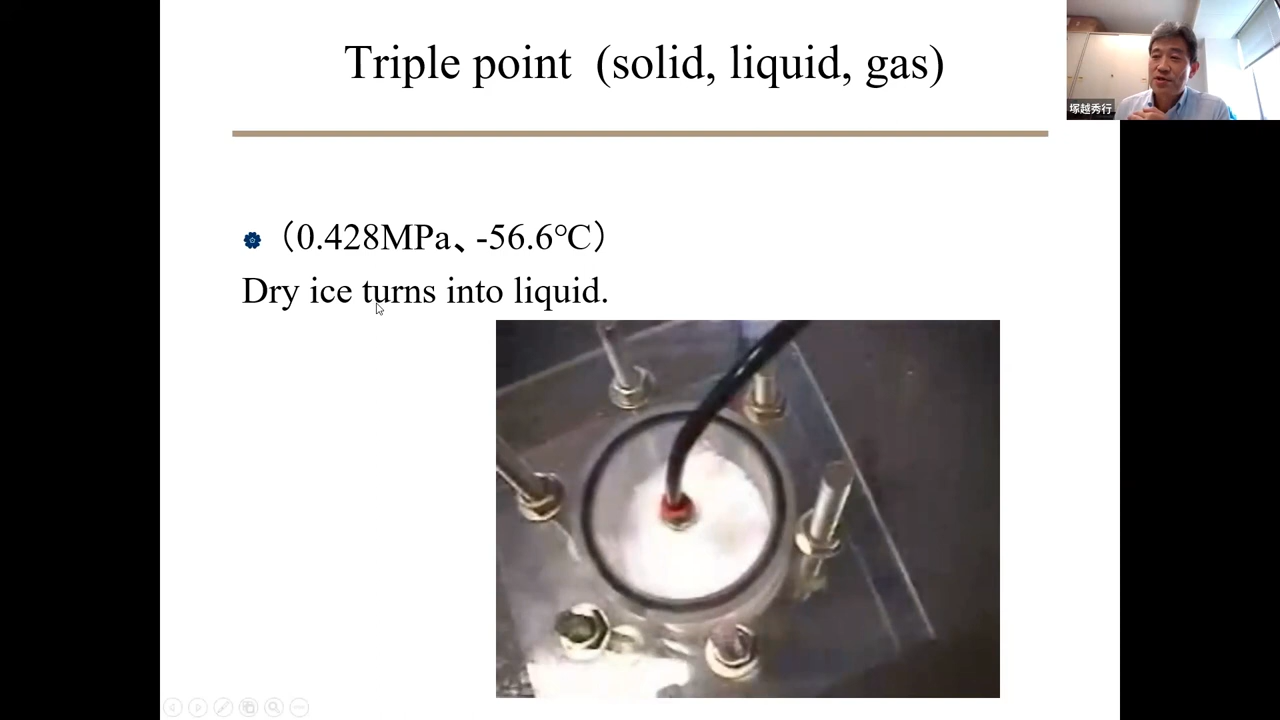 Triple point (solid, liquid, gas)
塚越秀行
（0.428MPa、-56.6℃）
Dry ice turns into liquid.